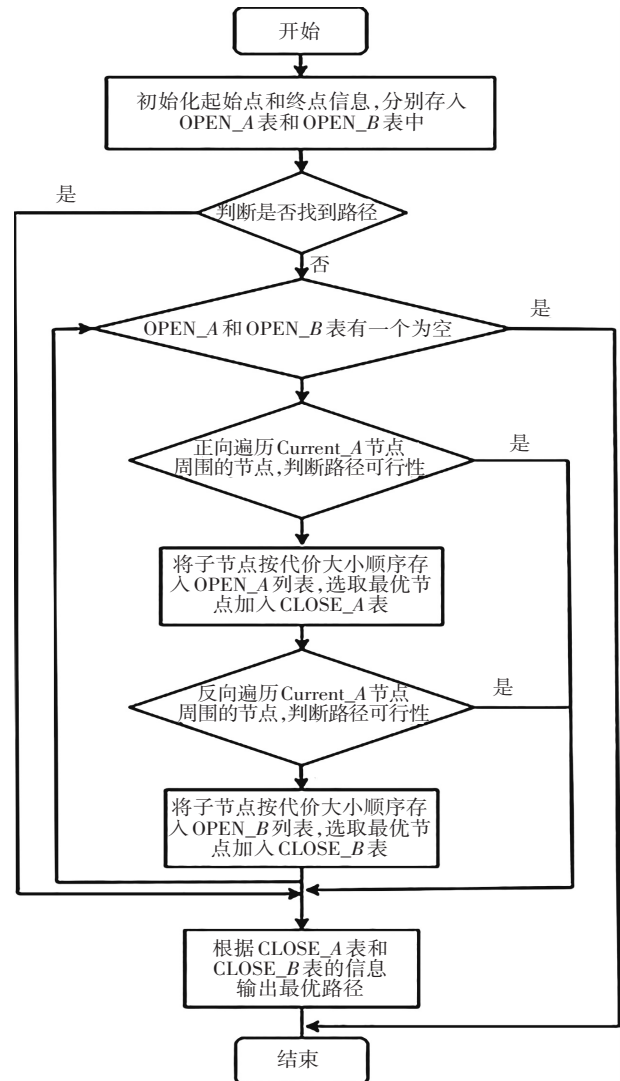 开始
初始化起始点和终点信息,分别存入
OPEN_A表和OPEN_B表中
是
判断是否找到路径
否
OPEN_A和OPEN_B表有一个为空
是
正向遍历Current_A节点
周围的节点,判断路径可行性
是
将子节点按代价大小顺序存
入OPEN_A列表,选取最优节
点加入CLOSE_A表
反向遍历Current_A节点
周围的节点,判断路径可行性
是
将子节点按代价大小顺序存
入OPEN_B列表,选取最优节
点加入CLOSE_B表
根据CLOSE_A表和
CLOSE_B表的信息
输出最优路径
结束